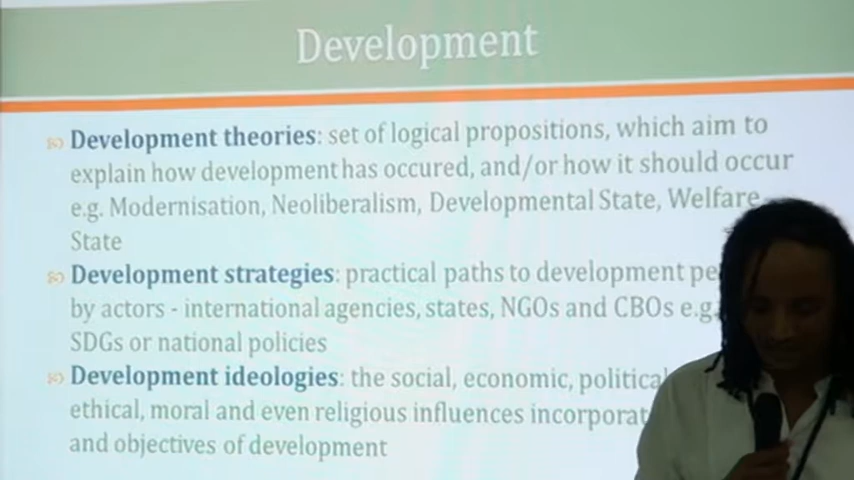 Development
Development theories: set of logical propositions, which aim to
explain how development has occured, and/or how it should occur
e.g. Modernisation, Neoliberalism, Developmental State, Welfare
State
Development strategies: practical paths to development
by actors - international agencies, states, NGOs and CBOs e.g.
SDGs or national policies
Development ideologies: the social, economic, political
ethical, moral and even religious influences
and objectives of development